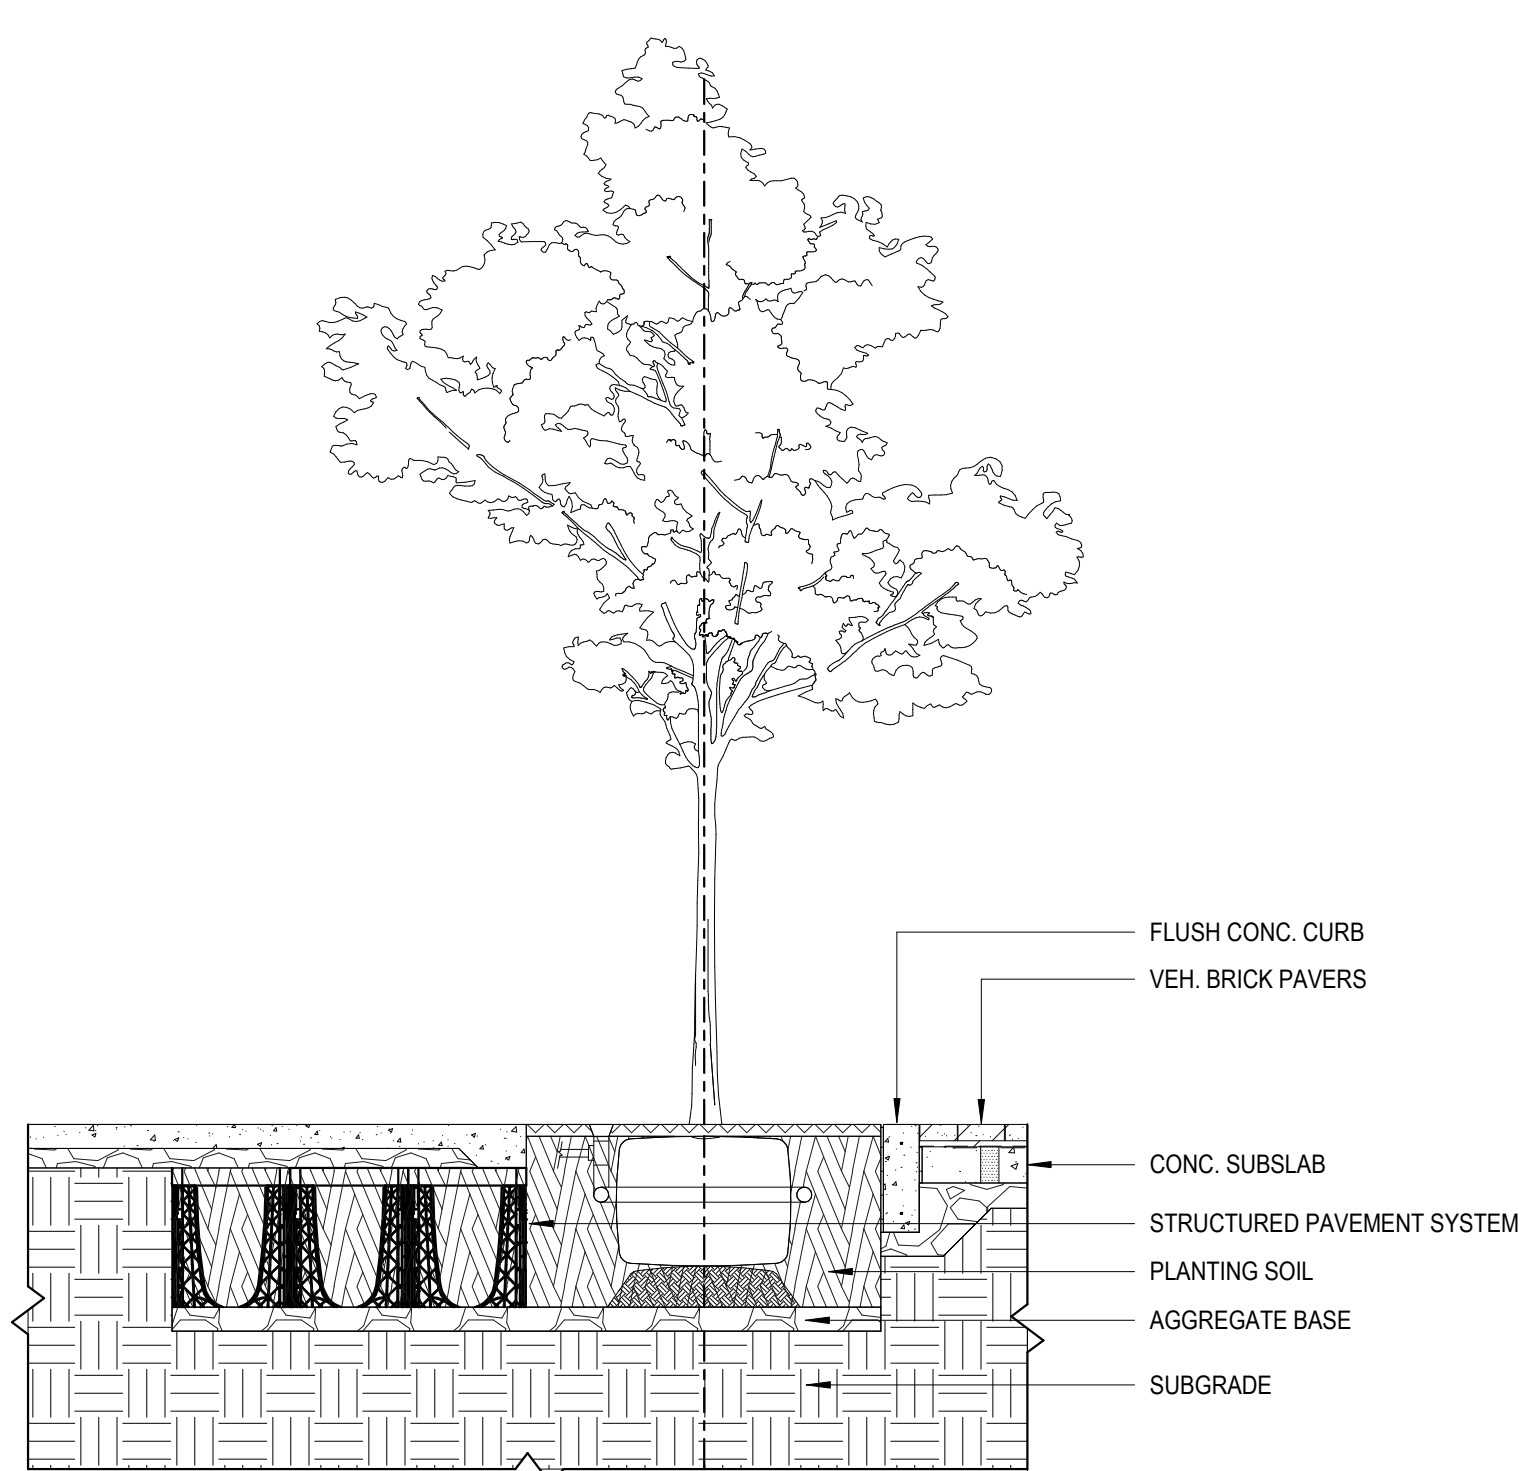 FLUSH CONC. CURB
VEH. BRICK PAVERS
CONC. SUBSLAB
STRUCTURED PAVEMENT SYSTEM
PLANTING SOIL
AGGREGATE BASE
SUBGRADE